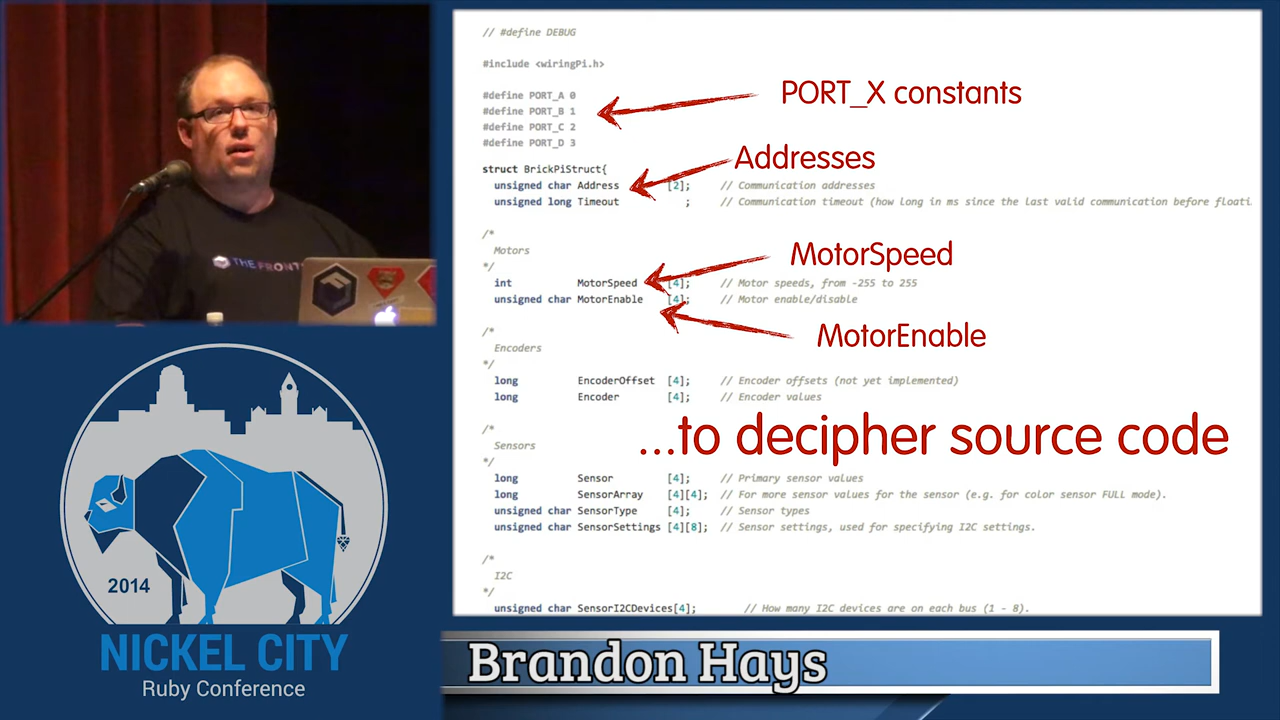 THE FRONT
2014
NICKEL CITY
Ruby Conference
// #define DEBUG
#include <wiringPi.h>
#define PORT_A 0
#define PORT_B 1
#define PORT_C 2
#define PORT_D 3
PORT_X constants
struct BrickPiStruct{
Addresses
unsigned char Address [2]; // Communication addresses
unsigned long Timeout ; // Communication timeout (how long in ms since the last valid communication before floati
/*
Motors
*/
MotorSpeed
int MotorSpeed [4]; // Motor speeds, from -255 to 255
unsigned char MotorEnable [4]; // Motor enable/disable
MotorEnable
/*
Encoders
*/
long EncoderOffset [4]; // Encoder offsets (not yet implemented)
long Encoder [4]; // Encoder values
...to decipher source code
/*
Sensors
*/
long Sensor [4]; // Primary sensor values
long SensorArray [4][4]; // For more sensor values for the sensor (e.g. for color sensor FULL mode).
unsigned char SensorType [4]; // Sensor types
unsigned char SensorSettings [4][8]; // Sensor settings, used for specifying I2C settings.
/*
I2C
*/
unsigned char SensorI2CDevices[4]; // How many I2C devices are on each bus (1 - 8).
Brandon Hays